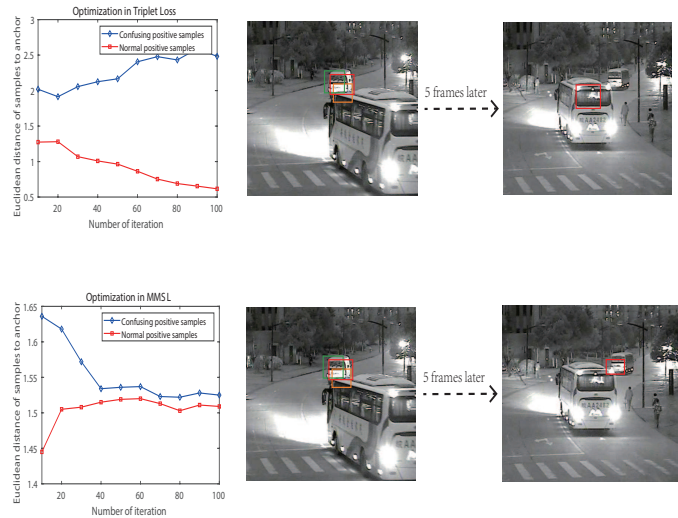 Optimization in Triplet Loss
Euclidean distance of samples to anchor
3
2.5
2
1.5
1
0.5
Confusing positive samples
Normal positive samples
20 40 60 80 100
Number of iteration
5 frames later
Optimization in MMSL
Euclidean distance of samples to anchor
1.65
1.6
1.55
1.5
1.45
1.4
Confusing positive samples
Normal positive samples
20 40 60 80 100
Number of iteration
5 frames later